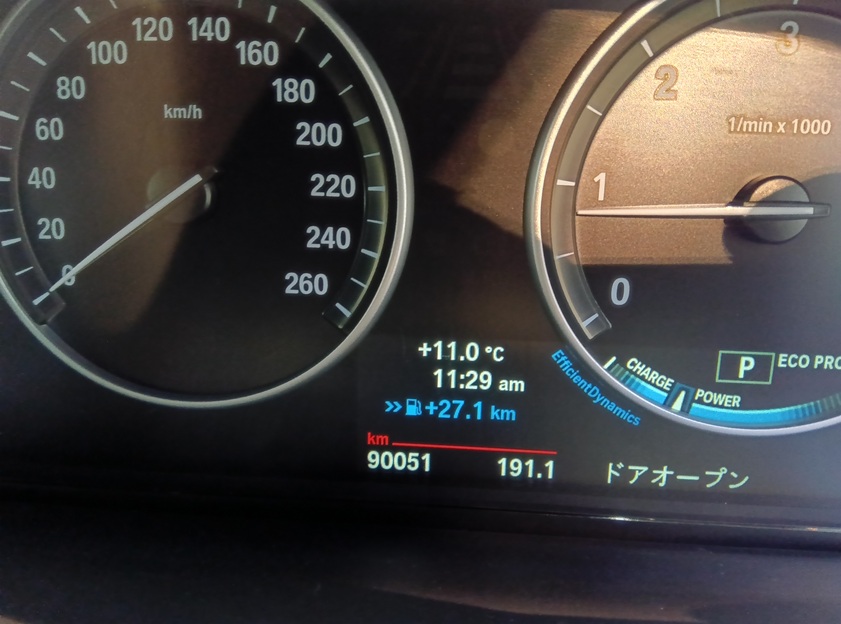 120 140
100 160
80 180
km/h
60 200
40 220
20 240
0 260
3
2
1/min x 1000
1
0
+11.0 °C
11:29 am
+27.1 km
km
90051 191.1
EfficientDynamics
CHARGE
POWER
P
ECO PRO
ドアオープン